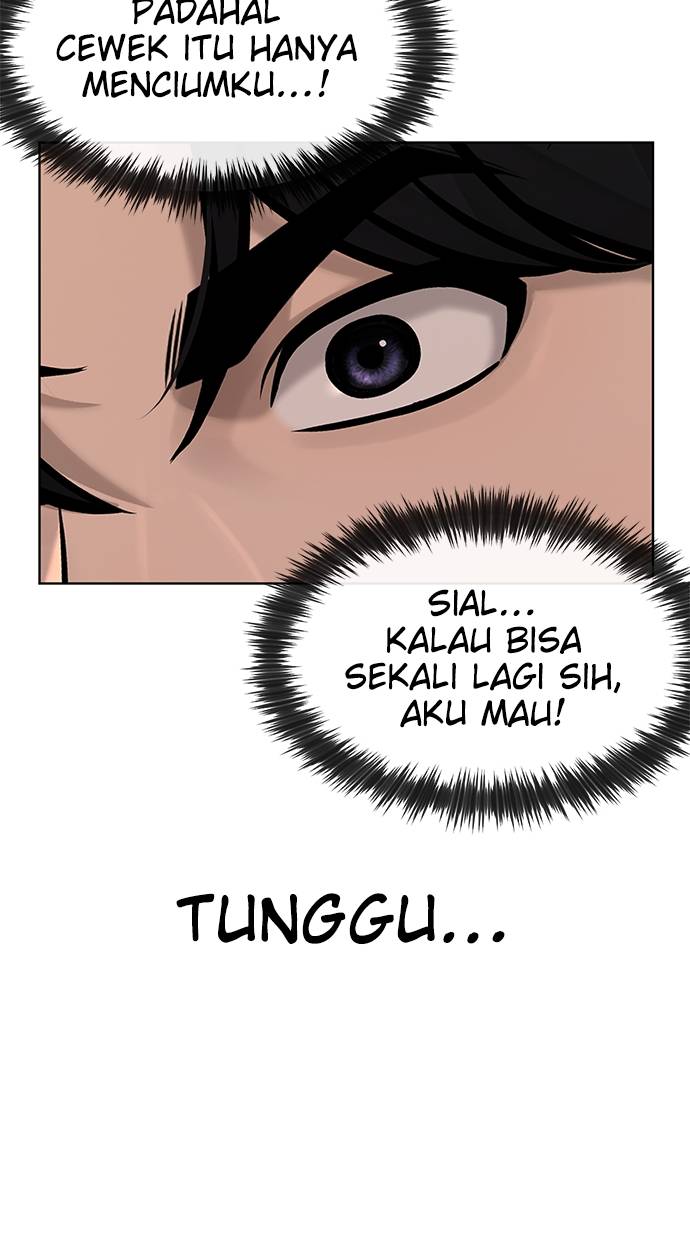 PADAHAL
CEWEK ITU HANYA
MENCIUMKU...!
SIAL...
KALAU BISA
SEKALI LAGI SIH,
AKU MAU!
TUNGGU...